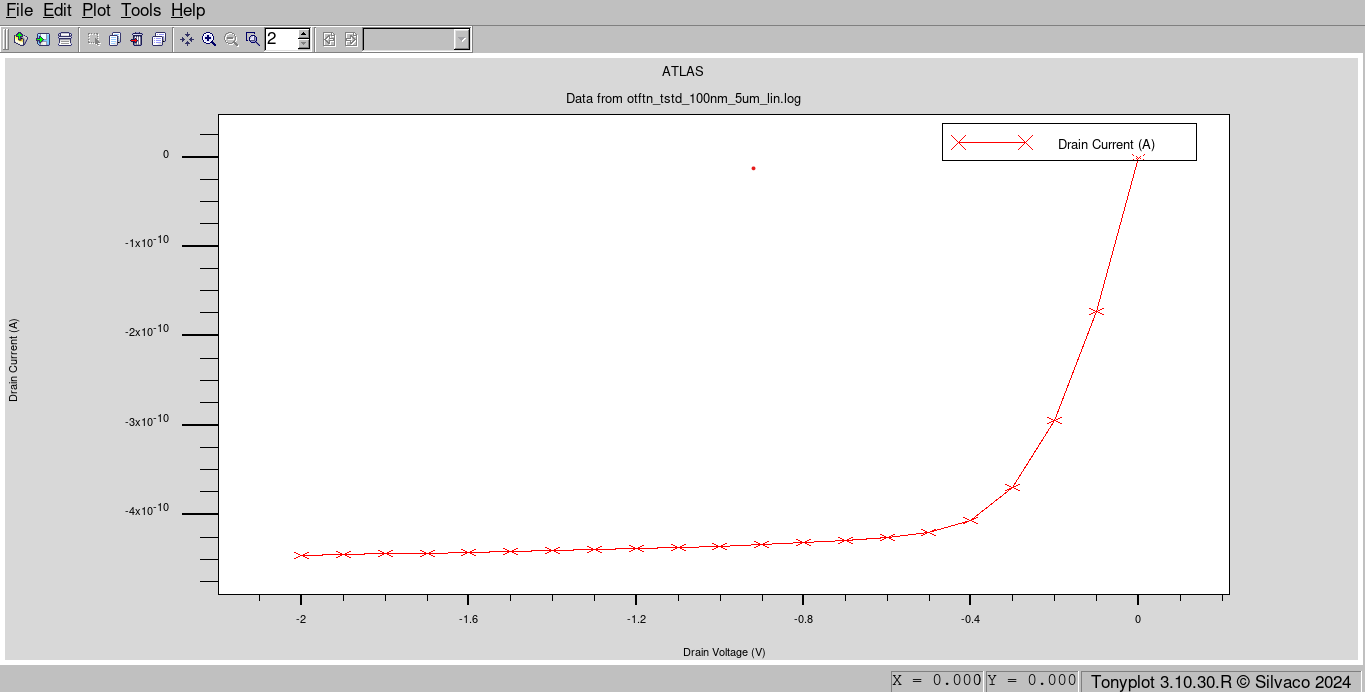 File Edit Plot Tools Help
2
ATLAS
Data from otftn_tstd_100nm_5um_lin.log
Drain Current (A)
0
-1x10^-10
-2x10^-10
-3x10^-10
-4x10^-10
Drain Current (A)
-2 -1.6 -1.2 -0.8 -0.4 0
Drain Voltage (V)
X = 0.000 Y = 0.000 Tonyplot 3.10.30.R © Silvaco 2024